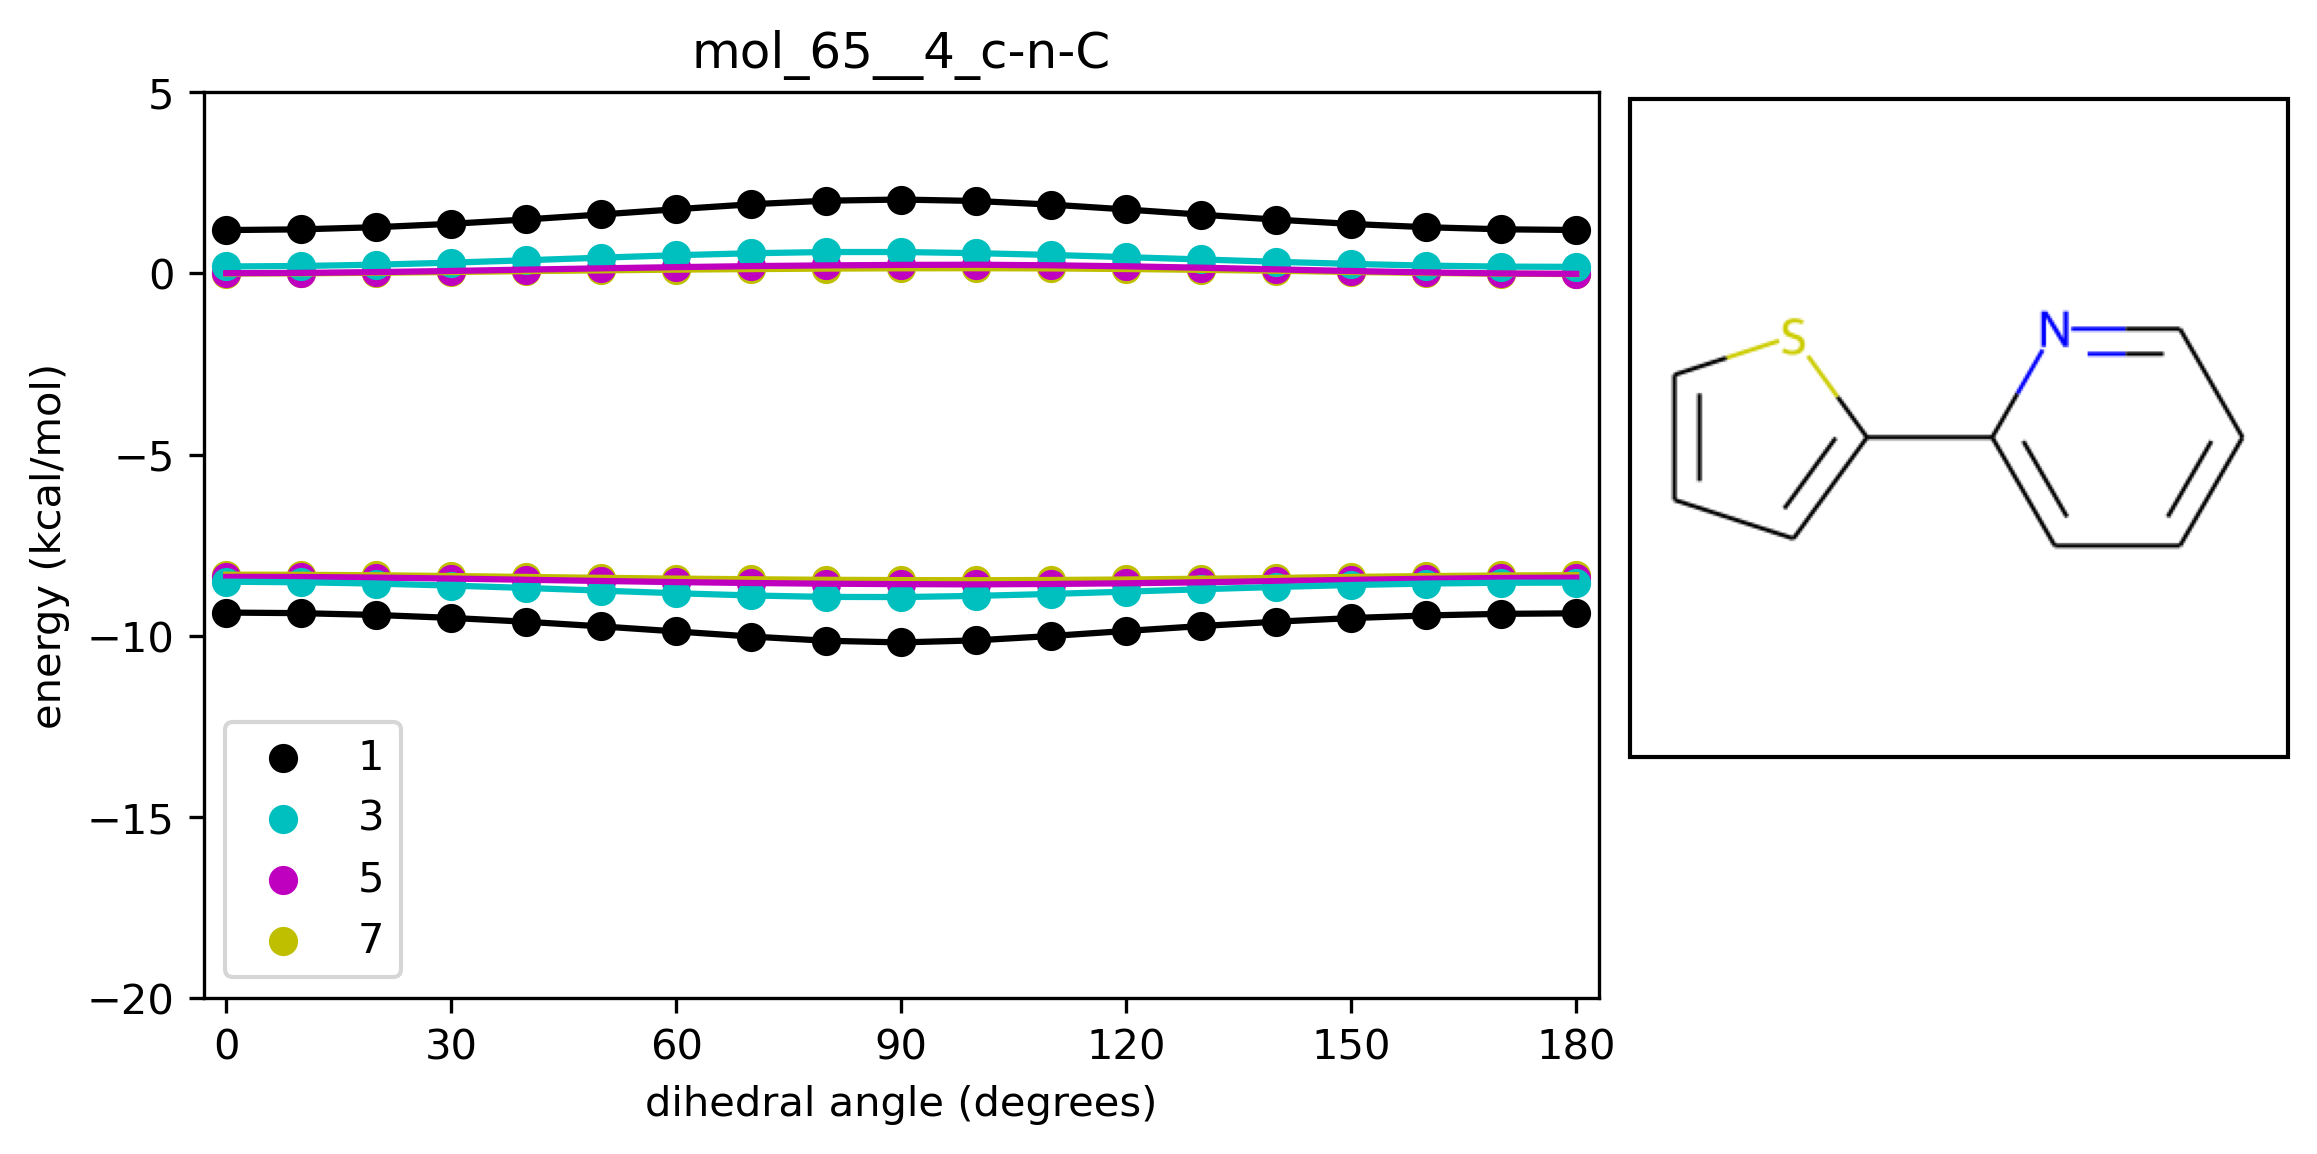 mol_65__4_c-n-C
5
0
−5
−10
−15
−20
energy (kcal/mol)
0 30 60 90 120 150 180
dihedral angle (degrees)
1
3
5
7
S
N